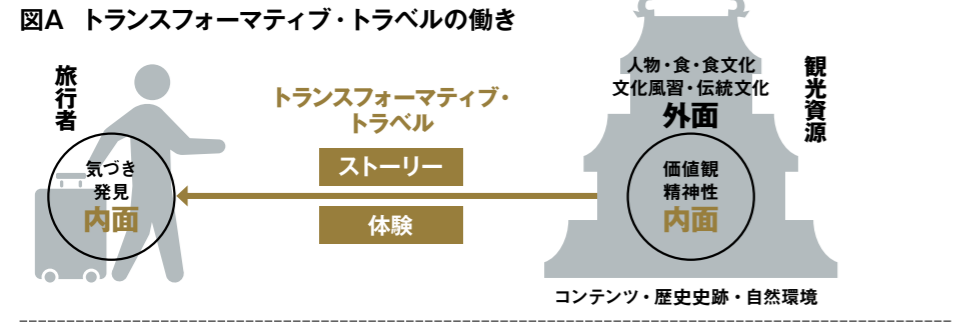 図A トランスフォーマティブ・トラベルの働き
旅行者
気づき
発見
内面
トランスフォーマティブ・
トラベル
ストーリー
体験
人物・食・食文化
文化風習・伝統文化
外面
価値観
精神性
内面
観光資源
コンテンツ・歴史史跡・自然環境